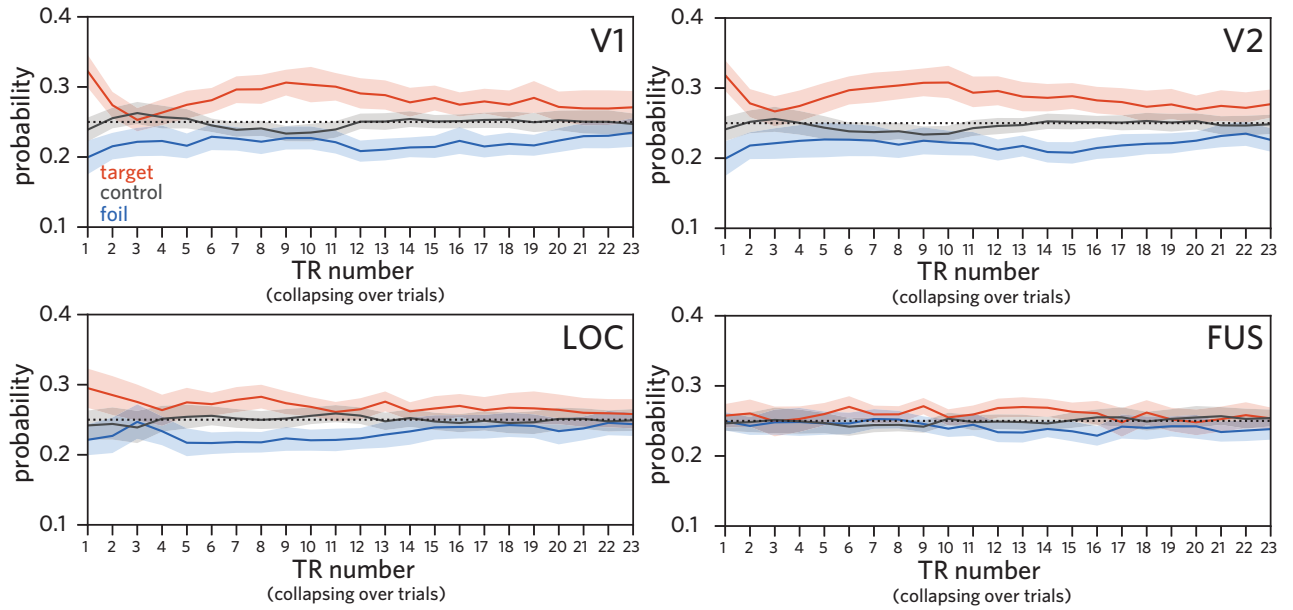 V1
0.4
0.3
0.2
0.1
probability
target
control
foil
1 2 3 4 5 6 7 8 9 10 11 12 13 14 15 16 17 18 19 20 21 22 23
TR number
(collapsing over trials)
V2
0.4
0.3
0.2
0.1
probability
1 2 3 4 5 6 7 8 9 10 11 12 13 14 15 16 17 18 19 20 21 22 23
TR number
(collapsing over trials)
LOC
0.4
0.3
0.2
0.1
probability
1 2 3 4 5 6 7 8 9 10 11 12 13 14 15 16 17 18 19 20 21 22 23
TR number
(collapsing over trials)
FUS
0.4
0.3
0.2
0.1
probability
1 2 3 4 5 6 7 8 9 10 11 12 13 14 15 16 17 18 19 20 21 22 23
TR number
(collapsing over trials)